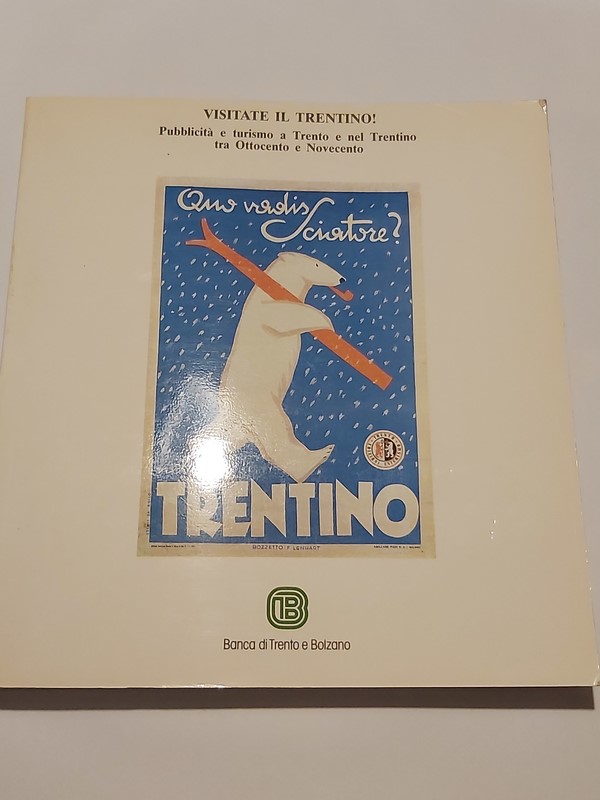 VISITATE IL TRENTINO!
Pubblicità e turismo a Trento e nel Trentino
tra Ottocento e Novecento
Quo vadis
Sciatore?
TRENTINO
BOZZETTO F. LENHART
Banca di Trento e Bolzano